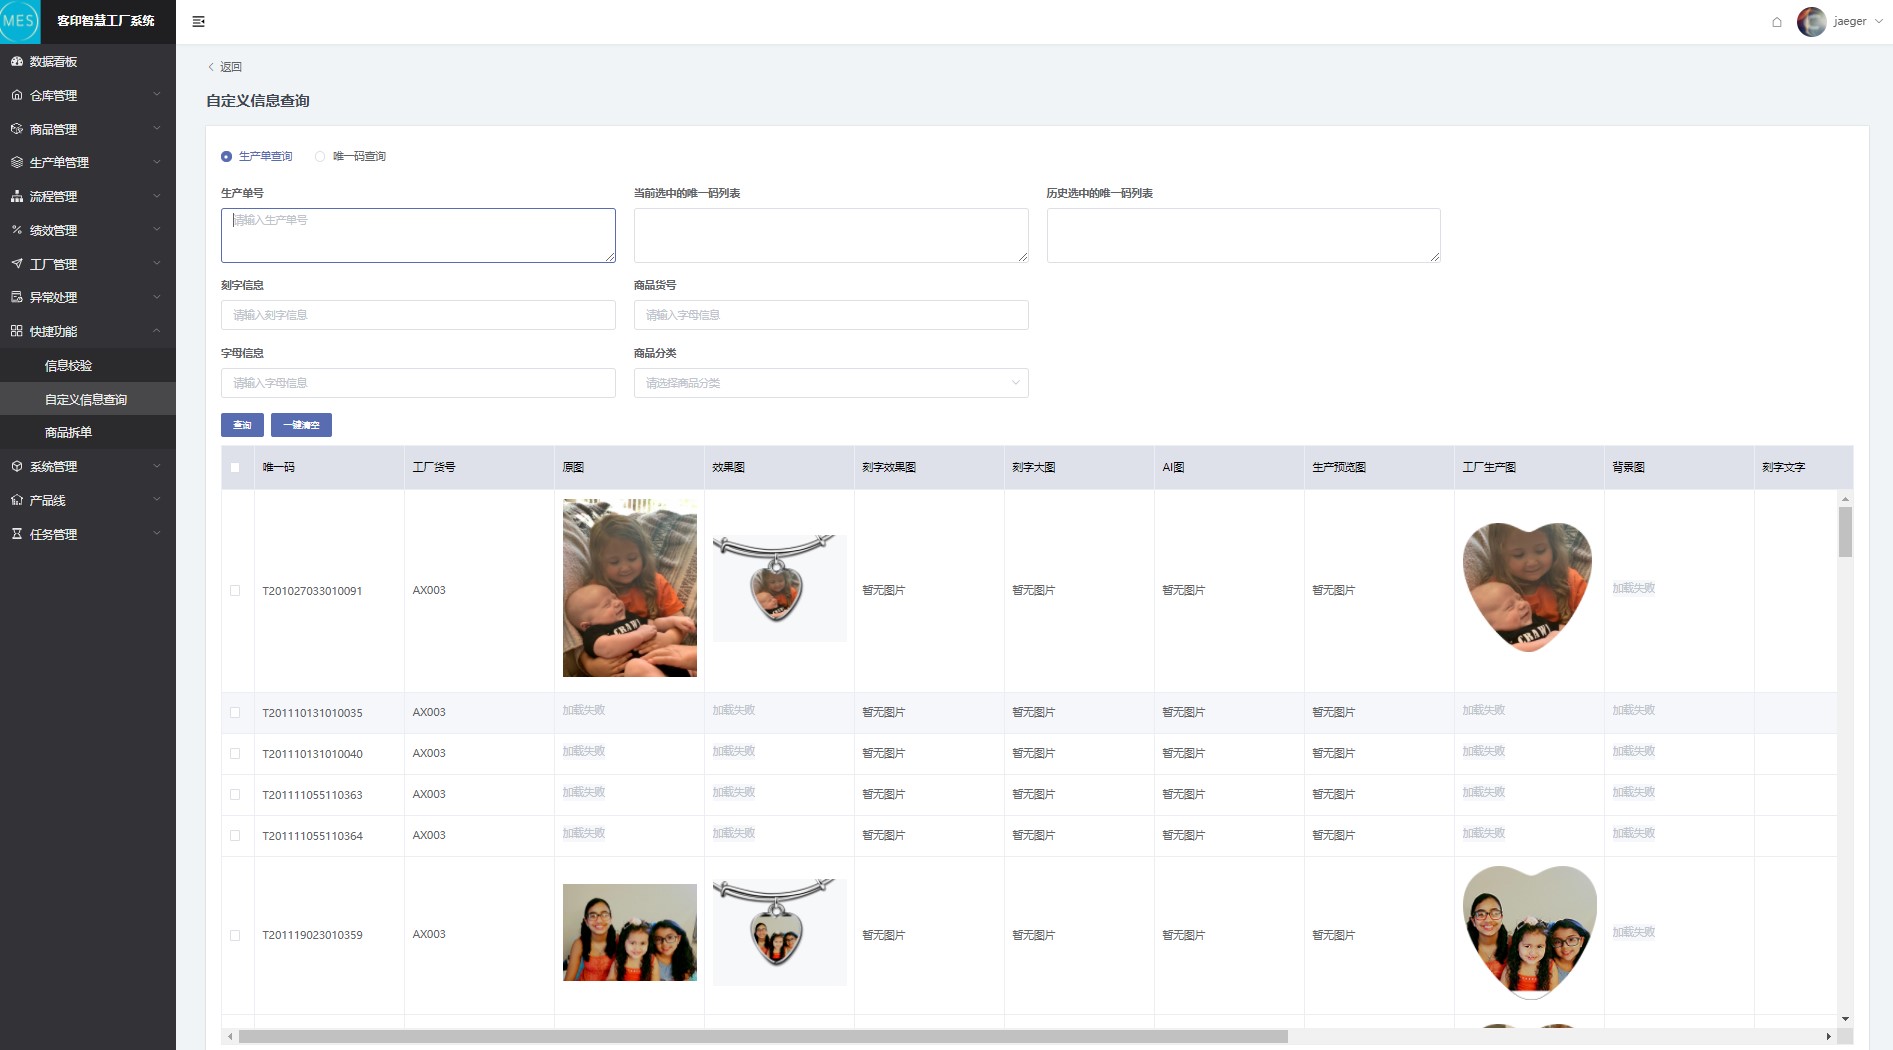 MES 客印智慧工厂系统
jaeger
数据看板
仓库管理
商品管理
生产单管理
流程管理
绩效管理
工厂管理
异常处理
快捷功能
信息校验
自定义信息查询
商品拆单
系统管理
产品线
任务管理
返回
自定义信息查询
生产单查询 唯一码查询
生产单号 当前选中的唯一码列表 历史选中的唯一码列表
请输入生产单号
刻字信息 商品货号
请输入刻字信息 请输入字母信息
字母信息 商品分类
请输入字母信息 请选择商品分类
查询 一键清空
唯一码 工厂货号 原图 效果图 刻字效果图 刻字大图 AI图 生产预览图 工厂生产图 背景图 刻字文字
T201027033010091 AX003 暂无图片 暂无图片 暂无图片 暂无图片 加载失败
T201110131010035 AX003 加载失败 加载失败 暂无图片 暂无图片 暂无图片 暂无图片 加载失败 加载失败
T201110131010040 AX003 加载失败 加载失败 暂无图片 暂无图片 暂无图片 暂无图片 加载失败 加载失败
T201111055110363 AX003 加载失败 加载失败 暂无图片 暂无图片 暂无图片 暂无图片 加载失败 加载失败
T201111055110364 AX003 加载失败 加载失败 暂无图片 暂无图片 暂无图片 暂无图片 加载失败 加载失败
T201119023010359 AX003 暂无图片 暂无图片 暂无图片 暂无图片 加载失败